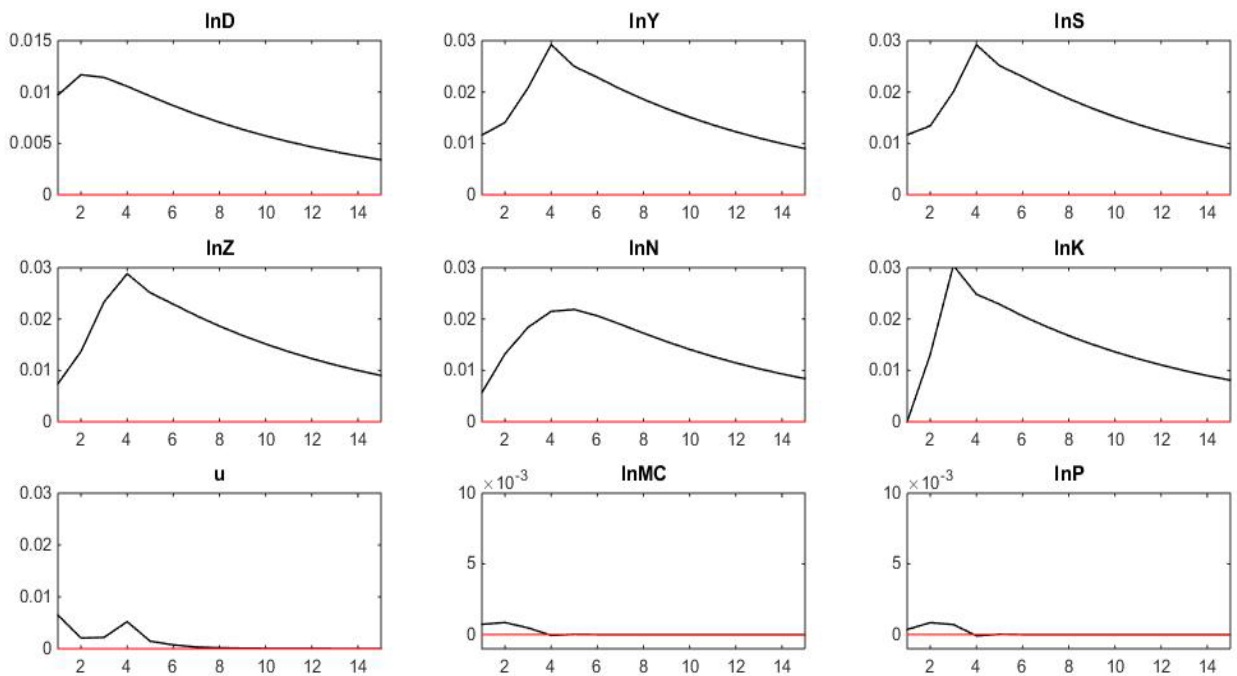 lnD lnY lnS
0.015 0.03 0.03
0.01 0.02 0.02
0.005 0.01 0.01
0 0 0
2 4 6 8 10 12 14 2 4 6 8 10 12 14 2 4 6 8 10 12 14
lnZ lnN lnK
0.03 0.03 0.03
0.02 0.02 0.02
0.01 0.01 0.01
0 0 0
2 4 6 8 10 12 14 2 4 6 8 10 12 14 2 4 6 8 10 12 14
u lnMC lnP
×10-3 ×10-3
0.03 10 10
0.02 5 5
0.01
0 0 0
2 4 6 8 10 12 14 2 4 6 8 10 12 14 2 4 6 8 10 12 14